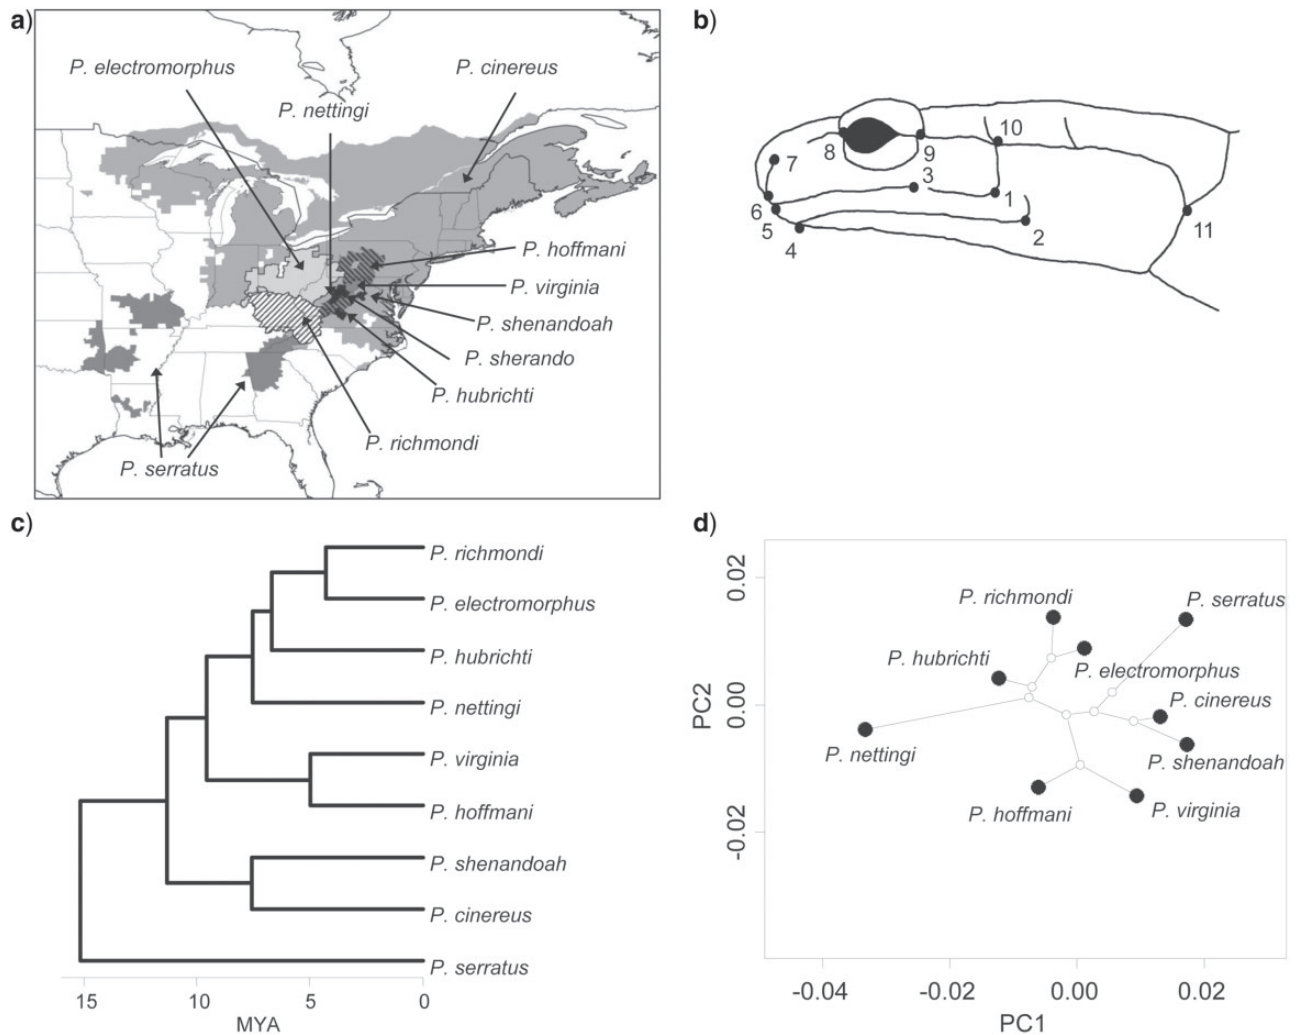 a)
P. electromorphus
P. cinereus
P. nettingi
P. hoffmani
P. virginia
P. shenandoah
P. sherando
P. hubrichti
P. richmondi
P. serratus
b)
10
8
9
7
3
1
6
5
4
2
11
c)
P. richmondi
P. electromorphus
P. hubrichti
P. nettingi
P. virginia
P. hoffmani
P. shenandoah
P. cinereus
P. serratus
15 10 5 0
MYA
d)
0.02
0.00
-0.02
PC2
P. richmondi
P. serratus
P. hubrichti
P. electromorphus
P. cinereus
P. nettingi
P. shenandoah
P. hoffmani
P. virginia
-0.04 -0.02 0.00 0.02
PC1